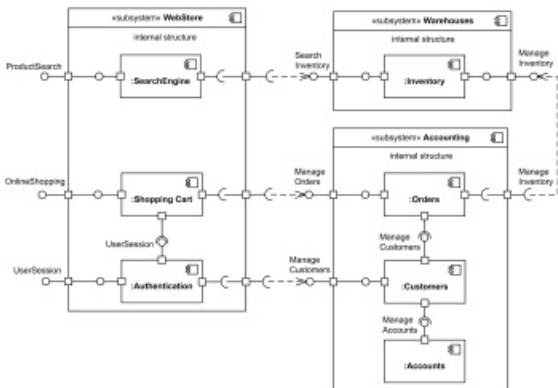 «subsystem» WebStore
internal structure
ProductSearch
:SearchEngine
Search
Inventory
«subsystem» Warehouses
internal structure
:Inventory
Manage
Inventory
OnlineShopping
:Shopping Cart
UserSession
UserSession
:Authentication
Manage
Orders
Manage
Customers
«subsystem» Accounting
internal structure
:Orders
Manage
Inventory
Manage
Customers
:Customers
Manage
Accounts
:Accounts